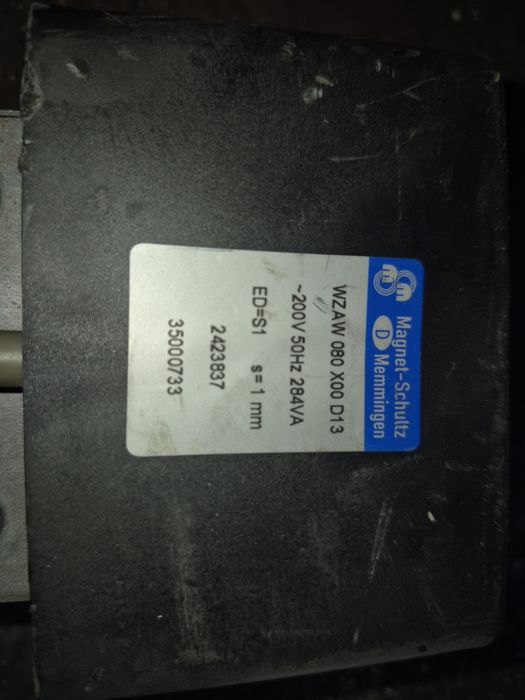 Magnet-Schultz
D Memmingen
WZAW 080 X00 D13
~200V 50Hz 284VA
ED=S1 s=1 mm
2423837
35000733